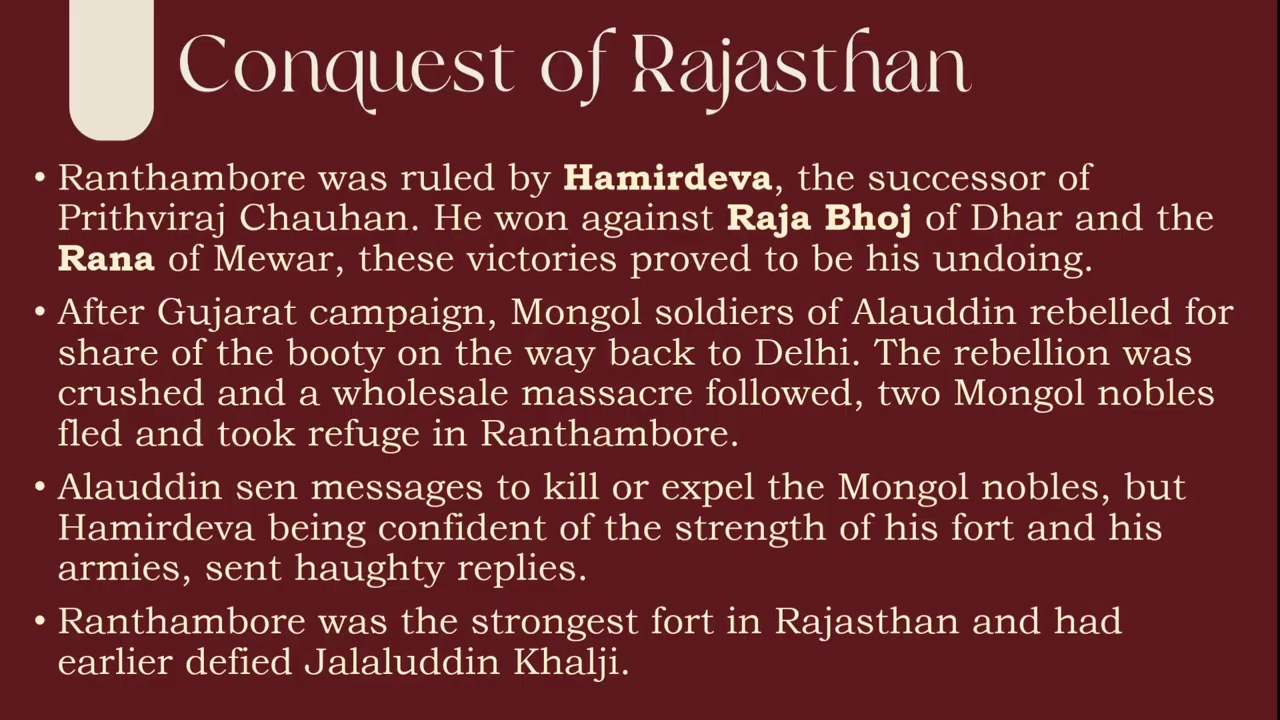 Conquest of Rajasthan
• Ranthambore was ruled by Hamirdeva, the successor of
Prithviraj Chauhan. He won against Raja Bhoj of Dhar and the
Rana of Mewar, these victories proved to be his undoing.
• After Gujarat campaign, Mongol soldiers of Alauddin rebelled for
share of the booty on the way back to Delhi. The rebellion was
crushed and a wholesale massacre followed, two Mongol nobles
fled and took refuge in Ranthambore.
• Alauddin sen messages to kill or expel the Mongol nobles, but
Hamirdeva being confident of the strength of his fort and his
armies, sent haughty replies.
• Ranthambore was the strongest fort in Rajasthan and had
earlier defied Jalaluddin Khalji.